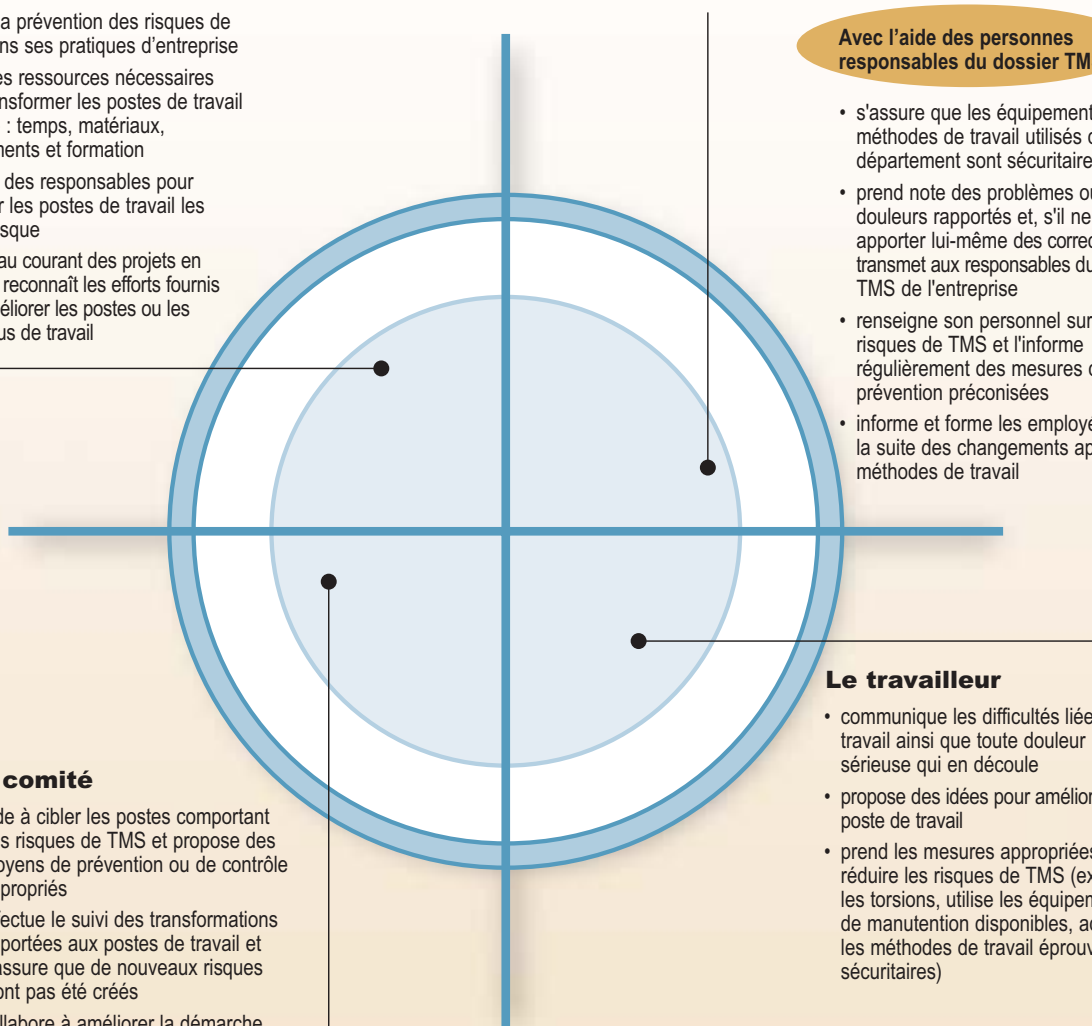 a prévention des risques de
ns ses pratiques d'entreprise
es ressources nécessaires
nsformer les postes de travail
: temps, matériaux,
ments et formation
des responsables pour
r les postes de travail les
sque
au courant des projets en
reconnaît les efforts fournis
éliorer les postes ou les
us de travail
Avec l'aide des personnes
responsables du dossier TM
• s'assure que les équipement
méthodes de travail utilisés d
département sont sécuritaire
• prend note des problèmes ou
douleurs rapportés et, s'il ne
apporter lui-même des correc
transmet aux responsables du
TMS de l'entreprise
• renseigne son personnel sur
risques de TMS et l'informe
régulièrement des mesures d
prévention préconisées
• informe et forme les employé
la suite des changements ap
méthodes de travail
comité
de à cibler les postes comportant
s risques de TMS et propose des
oyens de prévention ou de contrôle
propriés
fectue le suivi des transformations
portées aux postes de travail et
assure que de nouveaux risques
ont pas été créés
llabore à améliorer la démarche
Le travailleur
• communique les difficultés liée
travail ainsi que toute douleur
sérieuse qui en découle
• propose des idées pour amélior
poste de travail
• prend les mesures appropriées
réduire les risques de TMS (ex
les torsions, utilise les équipem
de manutention disponibles, ad
les méthodes de travail éprouv
sécuritaires)